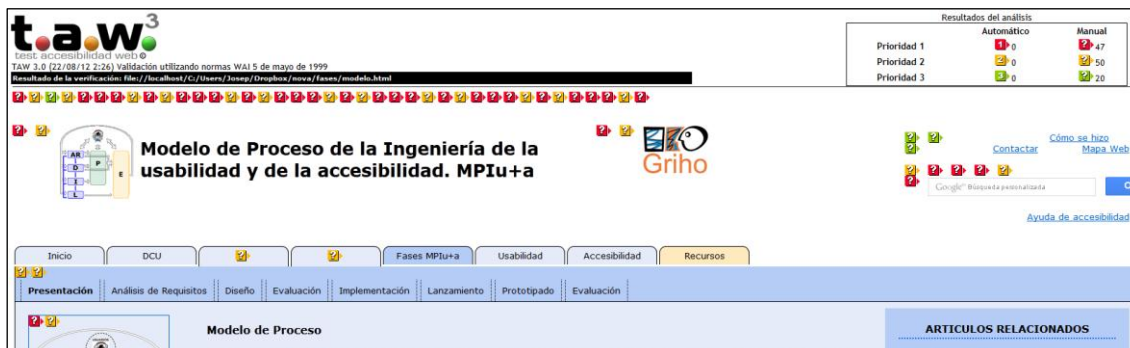 t.a.w.3
test accesibilidad web
TAW 3.0 (22/08/12 2:26) Validación utilizando normas WAI 5 de mayo de 1999
Resultado de la verificación: file://localhost/C:/Users/Josep/Dropbox/nova/fases/modelo.html
Resultados del análisis
Automático Manual
Prioridad 1 1 0 ? 47
Prioridad 2 2 0 ? 50
Prioridad 3 3 0 ? 20
AR
D P
I E
L
Modelo de Proceso de la Ingeniería de la
usabilidad y de la accesibilidad. MPIu+a
Griho
Cómo se hizo
Contactar Mapa Web
Google™ Búsqueda personalizada
Ayuda de accesibilidad
Inicio DCU Fases MPIu+a Usabilidad Accesibilidad Recursos
Presentación Análisis de Requisitos Diseño Evaluación Implementación Lanzamiento Prototipado Evaluación
Modelo de Proceso
ARTICULOS RELACIONADOS